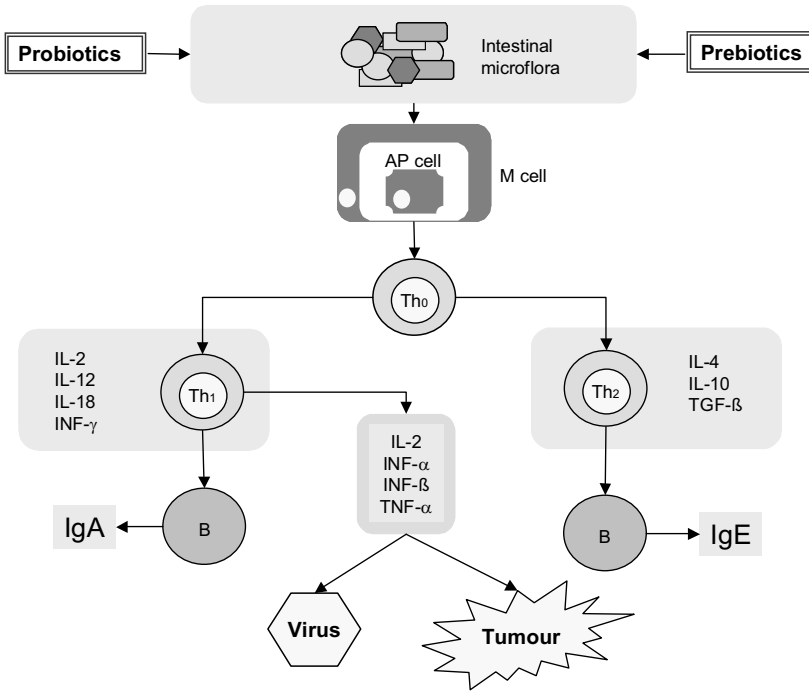 Probiotics
Intestinal
microflora
Prebiotics
AP cell
M cell
Th₀
IL-2
IL-12
IL-18
INF-γ
Th₁
IL-2
INF-α
INF-ß
TNF-α
Th₂
IL-4
IL-10
TGF-ß
IgA
B
B
IgE
Virus
Tumour